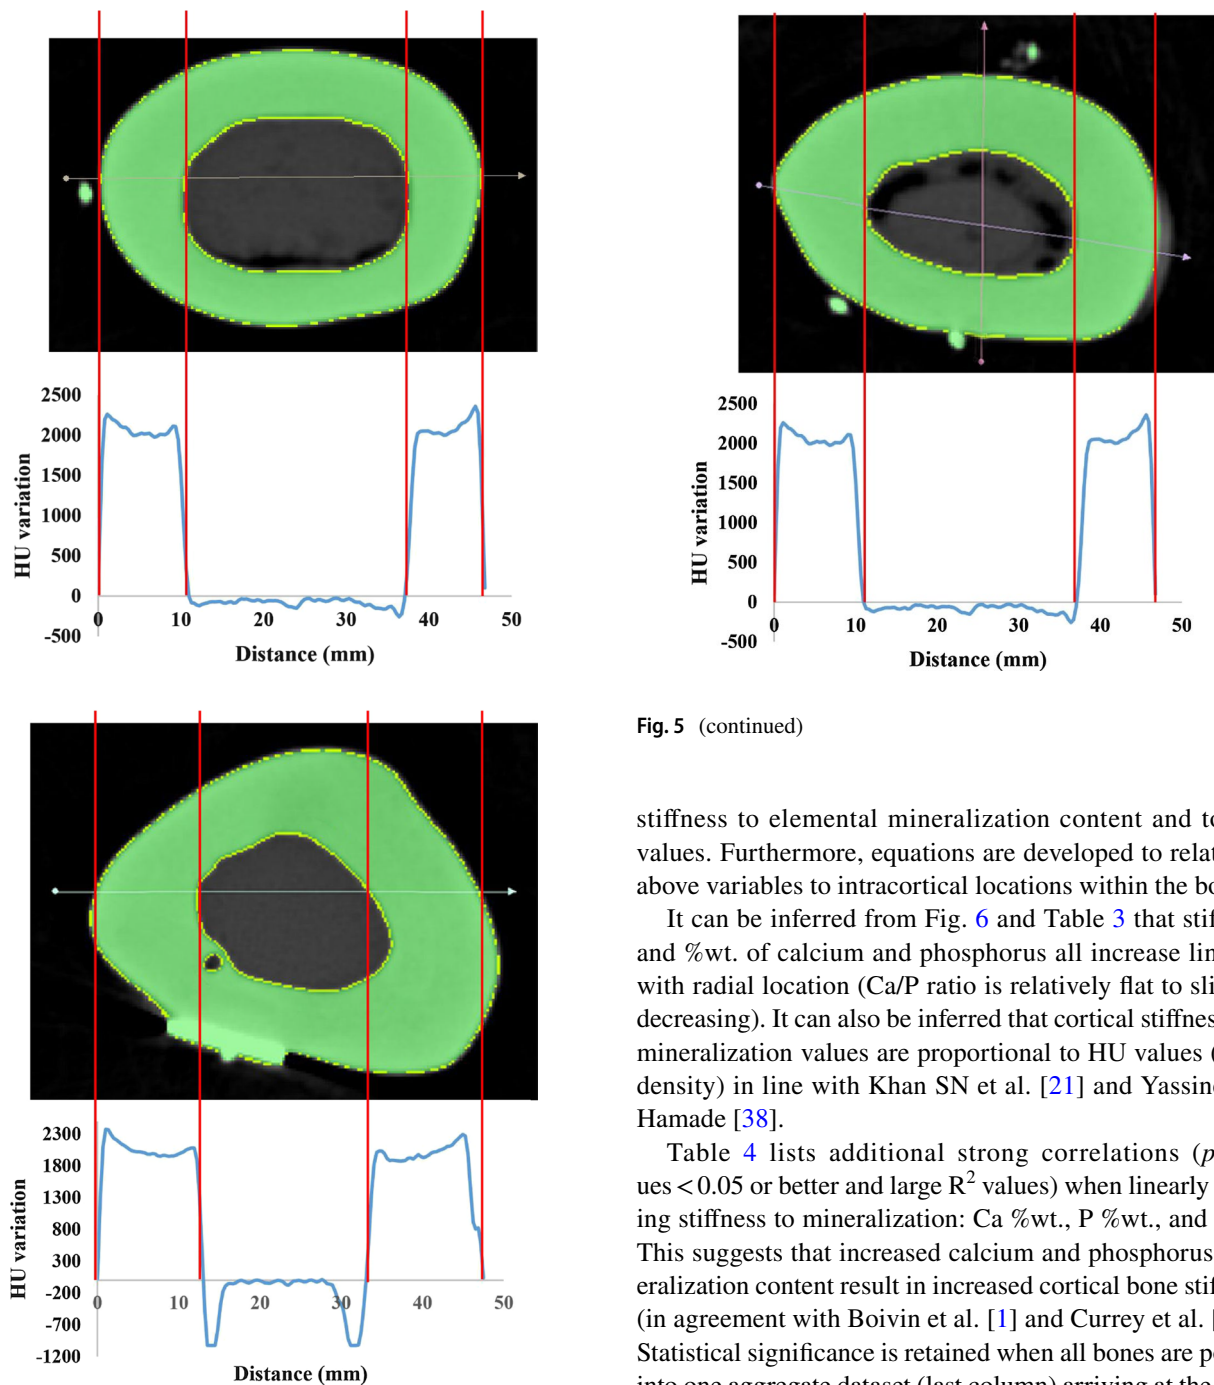 2500
2000
1500
1000
500
0
-500
HU variation
0 10 20 30 40 50
Distance (mm)
2300
1800
1300
800
300
-200
-700
-1200
HU variation
0 10 20 30 40 50
Distance (mm)
2500
2000
1500
1000
500
0
-500
HU variation
0 10 20 30 40 50
Distance (mm)
Fig. 5 (continued)
stiffness to elemental mineralization content and to
values. Furthermore, equations are developed to relat
above variables to intracortical locations within the bo
It can be inferred from Fig. 6 and Table 3 that stif
and %wt. of calcium and phosphorus all increase lin
with radial location (Ca/P ratio is relatively flat to sli
decreasing). It can also be inferred that cortical stiffnes
mineralization values are proportional to HU values (
density) in line with Khan SN et al. [21] and Yassine
Hamade [38].
Table 4 lists additional strong correlations (p
ues < 0.05 or better and large R² values) when linearly
ing stiffness to mineralization: Ca %wt., P %wt., and
This suggests that increased calcium and phosphorus
eralization content result in increased cortical bone stif
(in agreement with Boivin et al. [1] and Currey et al. [
Statistical significance is retained when all bones are po
into one aggregate dataset (last column) arriving at the